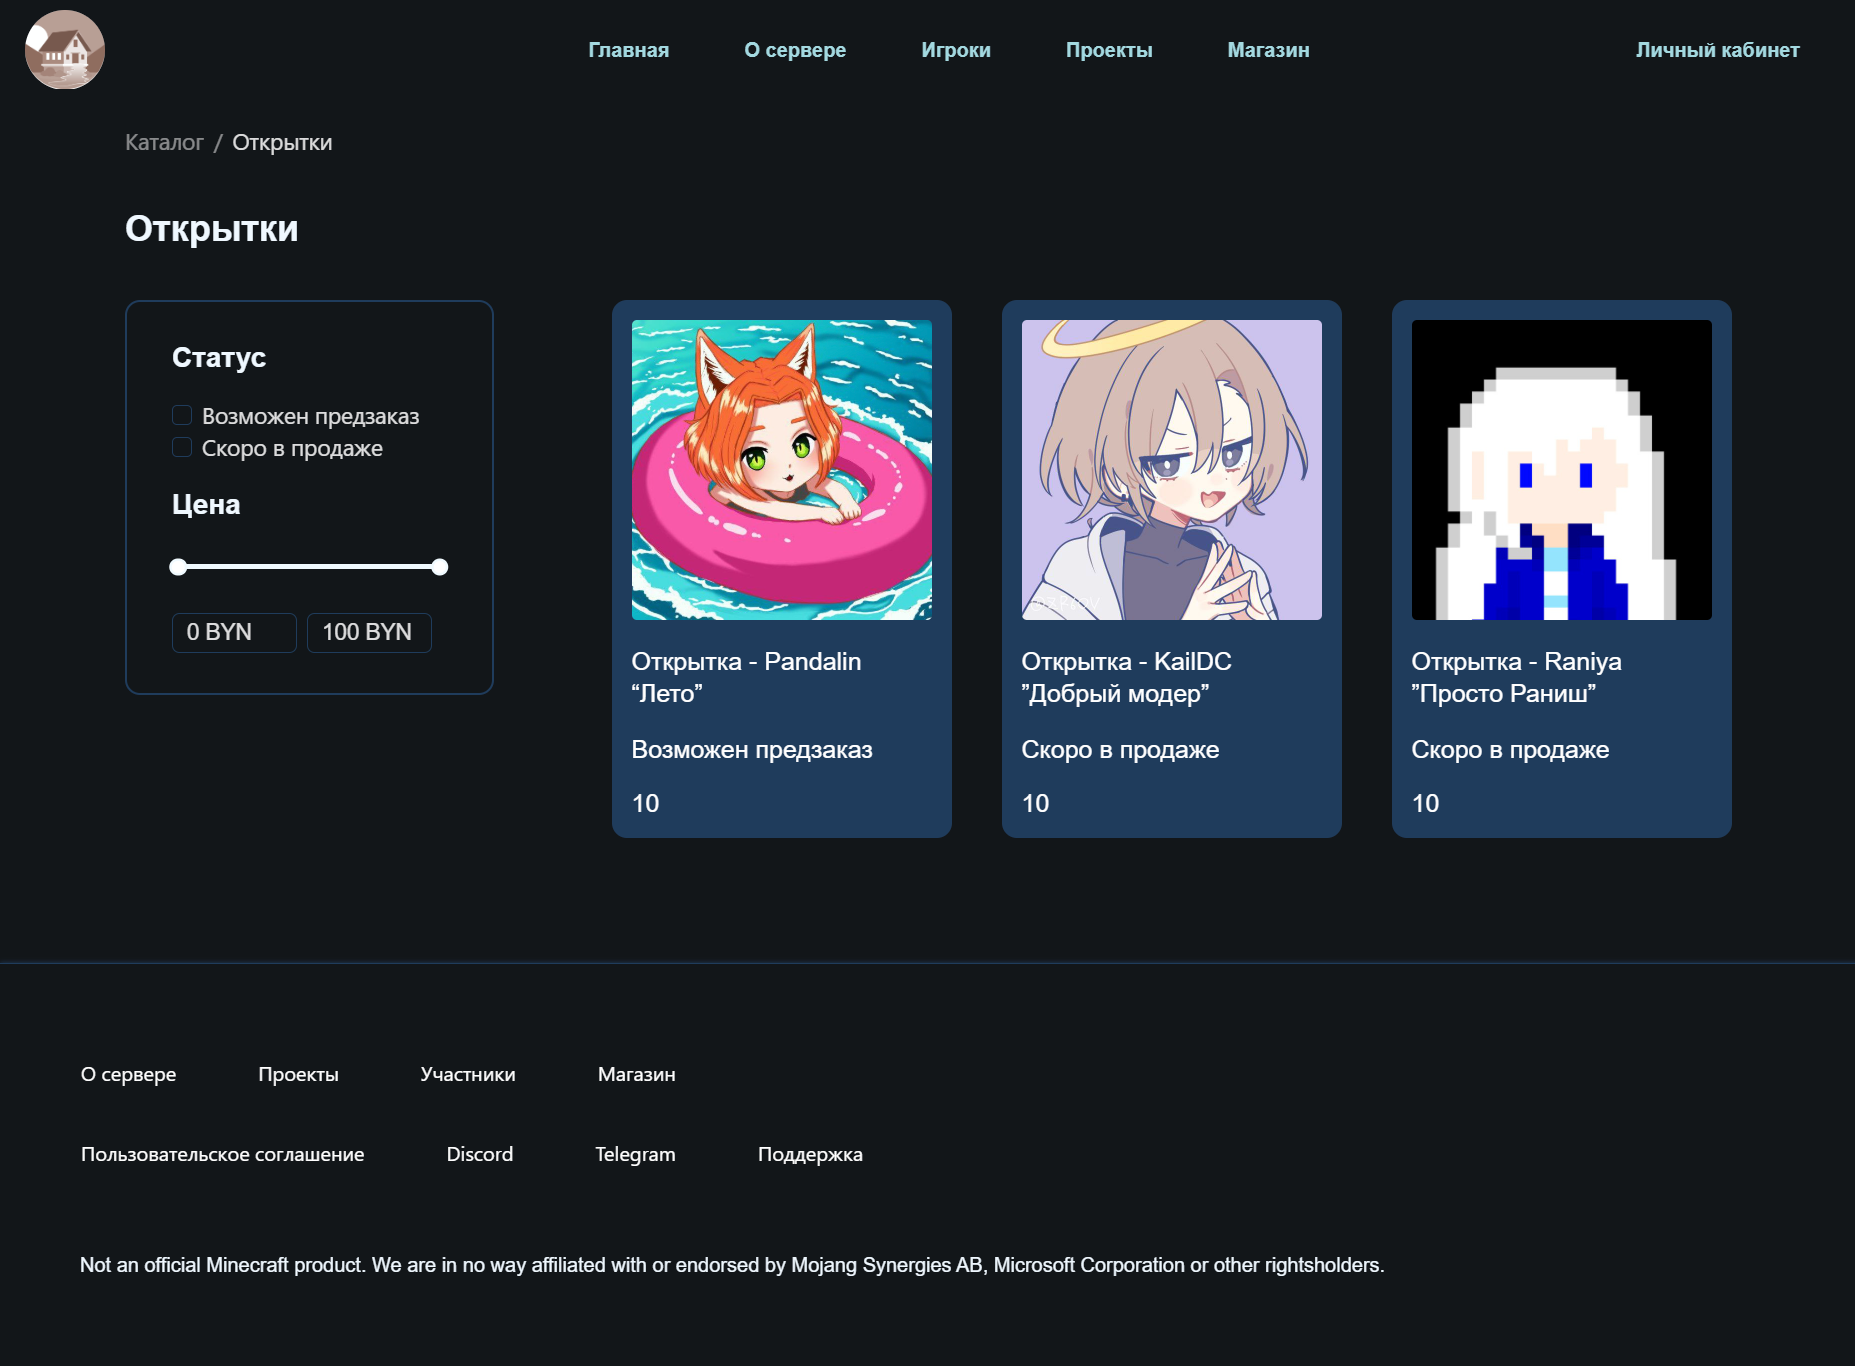 Главная О сервере Игроки Проекты Магазин Личный кабинет
Каталог / Открытки
Открытки
Статус
Возможен предзаказ
Скоро в продаже
Цена
0 BYN 100 BYN
Открытка - Pandalin
“Лето”
Возможен предзаказ
10
Открытка - KailDC
”Добрый модер”
Скоро в продаже
10
Открытка - Raniya
”Просто Раниш”
Скоро в продаже
10
О сервере Проекты Участники Магазин
Пользовательское соглашение Discord Telegram Поддержка
Not an official Minecraft product. We are in no way affiliated with or endorsed by Mojang Synergies AB, Microsoft Corporation or other rightsholders.